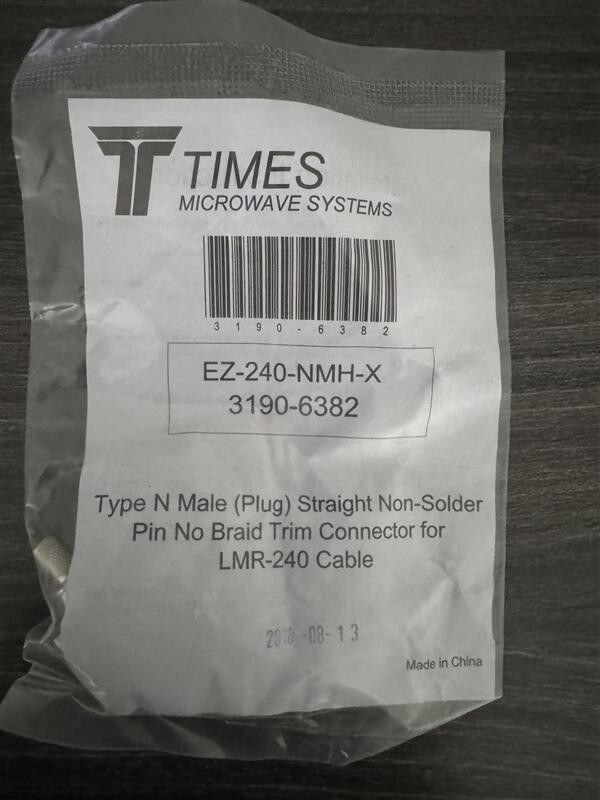 TIMES
MICROWAVE SYSTEMS
3190-6382
EZ-240-NMH-X
3190-6382
Type N Male (Plug) Straight Non-Solder
Pin No Braid Trim Connector for
LMR-240 Cable
-08-13
Made in China